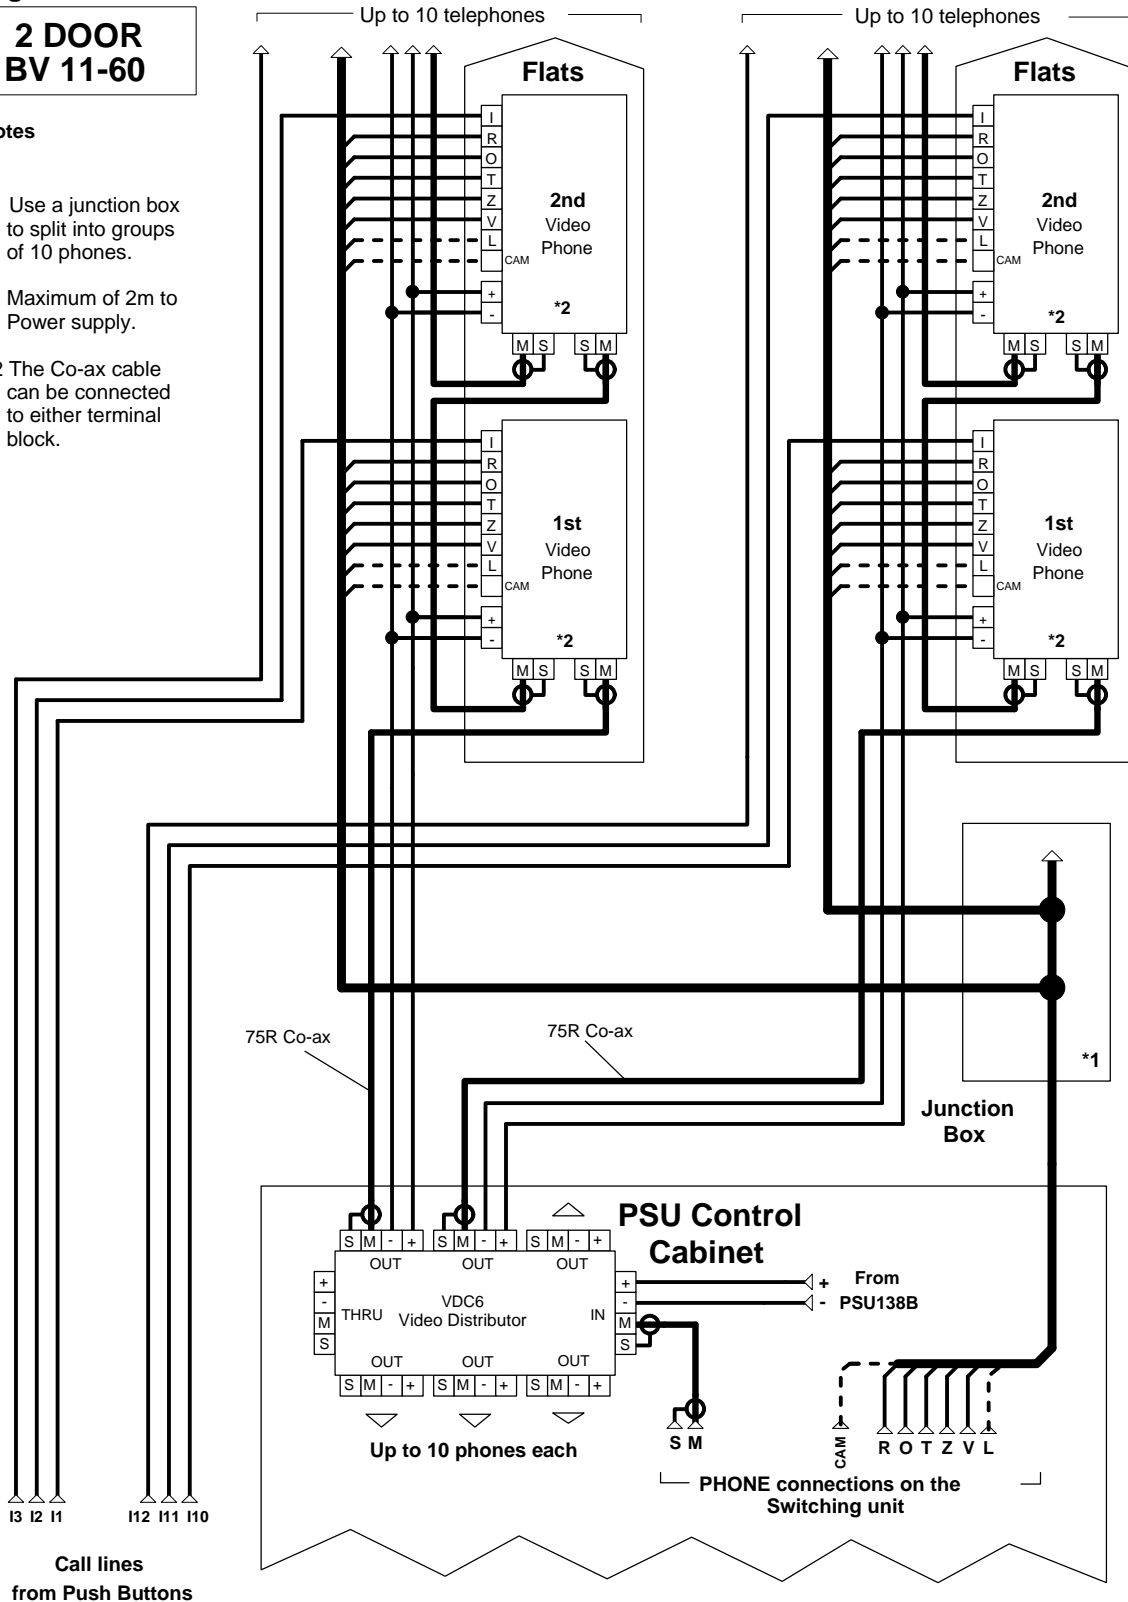 2 DOOR
BV 11-60
Use a junction box
to split into groups
of 10 phones.
Maximum of 2m to
Power supply.
2 The Co-ax cable
can be connected
to either terminal
block.
Up to 10 telephones
Flats
I
R
O
T
Z
V
L
CAM
+
-
2nd
Video
Phone
*2
M S S M
I
R
O
T
Z
V
L
CAM
+
-
1st
Video
Phone
*2
M S S M
Up to 10 telephones
Flats
I
R
O
T
Z
V
L
CAM
+
-
2nd
Video
Phone
*2
M S S M
I
R
O
T
Z
V
L
CAM
+
-
1st
Video
Phone
*2
M S S M
75R Co-ax
75R Co-ax
*1
Junction
Box
PSU Control
Cabinet
S M - + S M - + S M - +
OUT OUT OUT
+
-
M
S
THRU
VDC6
Video Distributor
IN
+
-
M
S
OUT OUT OUT
S M - + S M - + S M - +
Up to 10 phones each
+ From
- PSU138B
S M
CAM
R O T Z V L
PHONE connections on the
Switching unit
I3 I2 I1
I12 I11 I10
Call lines
from Push Buttons